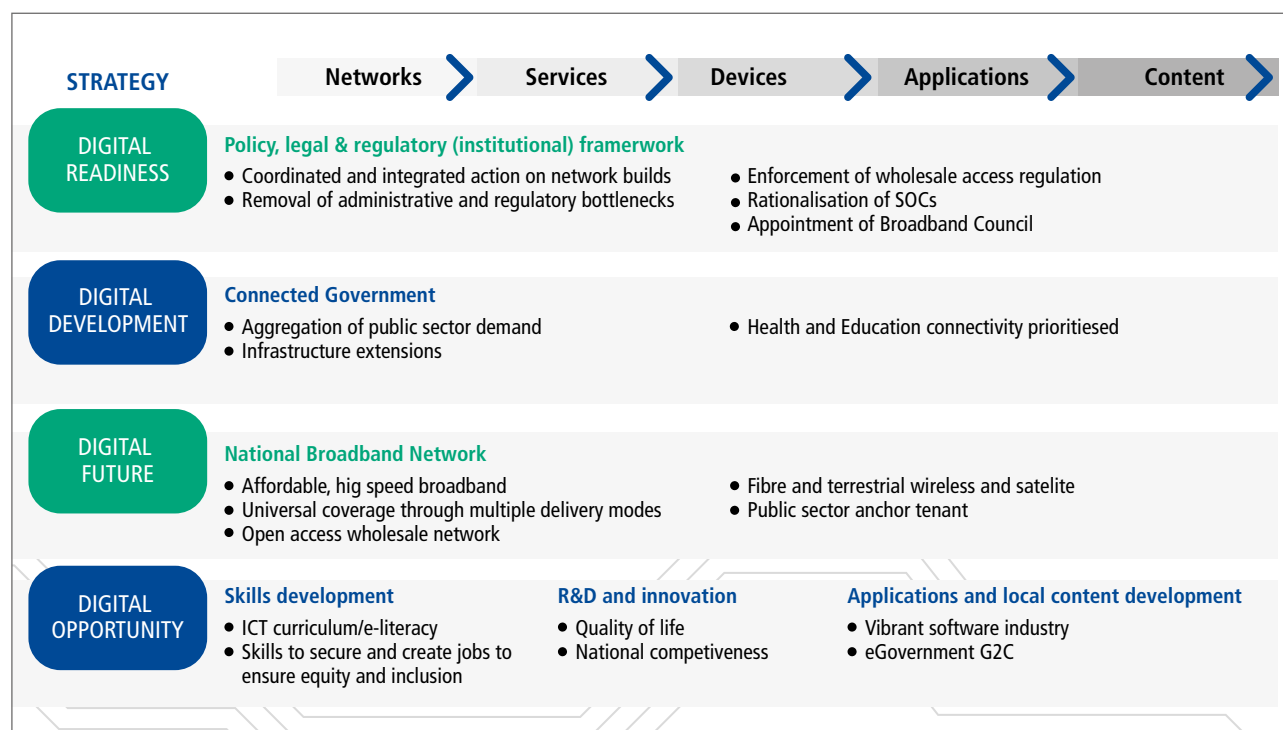 STRATEGY
Networks
Services
Devices
Applications
Content
DIGITAL
READINESS
Policy, legal & regulatory (institutional) framerwork
• Coordinated and integrated action on network builds
• Removal of administrative and regulatory bottlenecks
• Enforcement of wholesale access regulation
• Rationalisation of SOCs
• Appointment of Broadband Council
DIGITAL
DEVELOPMENT
Connected Government
• Aggregation of public sector demand
• Infrastructure extensions
• Health and Education connectivity prioritiesed
DIGITAL
FUTURE
National Broadband Network
• Affordable, hig speed broadband
• Universal coverage through multiple delivery modes
• Open access wholesale network
• Fibre and terrestrial wireless and satelite
• Public sector anchor tenant
DIGITAL
OPPORTUNITY
Skills development
• ICT curriculum/e-literacy
• Skills to secure and create jobs to
ensure equity and inclusion
R&D and innovation
• Quality of life
• National competiveness
Applications and local content development
• Vibrant software industry
• eGovernment G2C